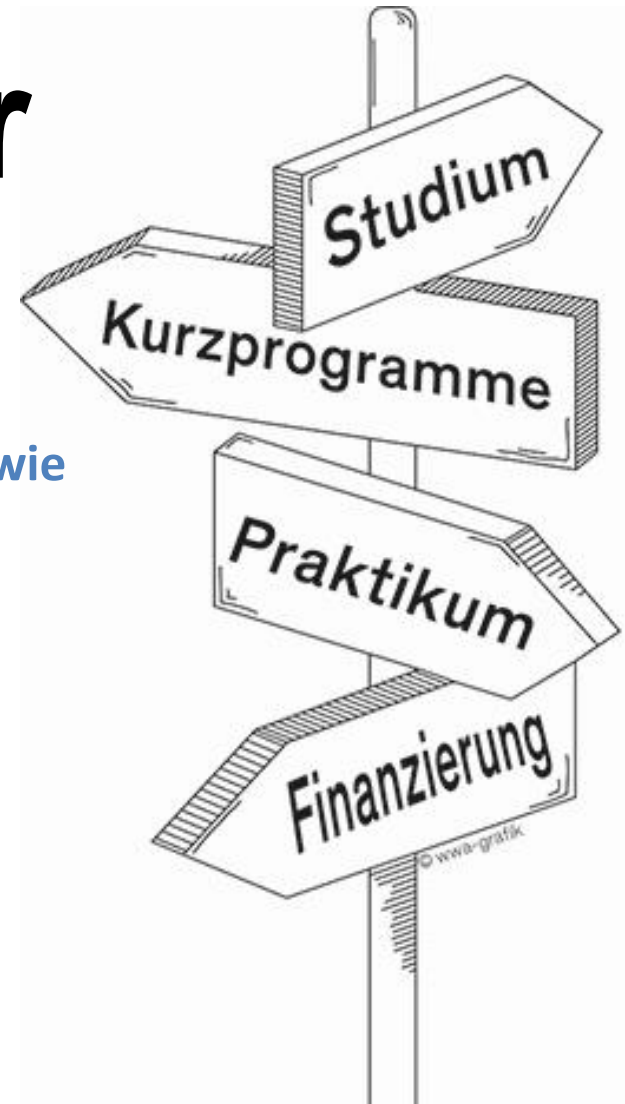 r
Studium
Kurzprogramme
wie
Praktikum
Finanzierung
© wwa-grafik